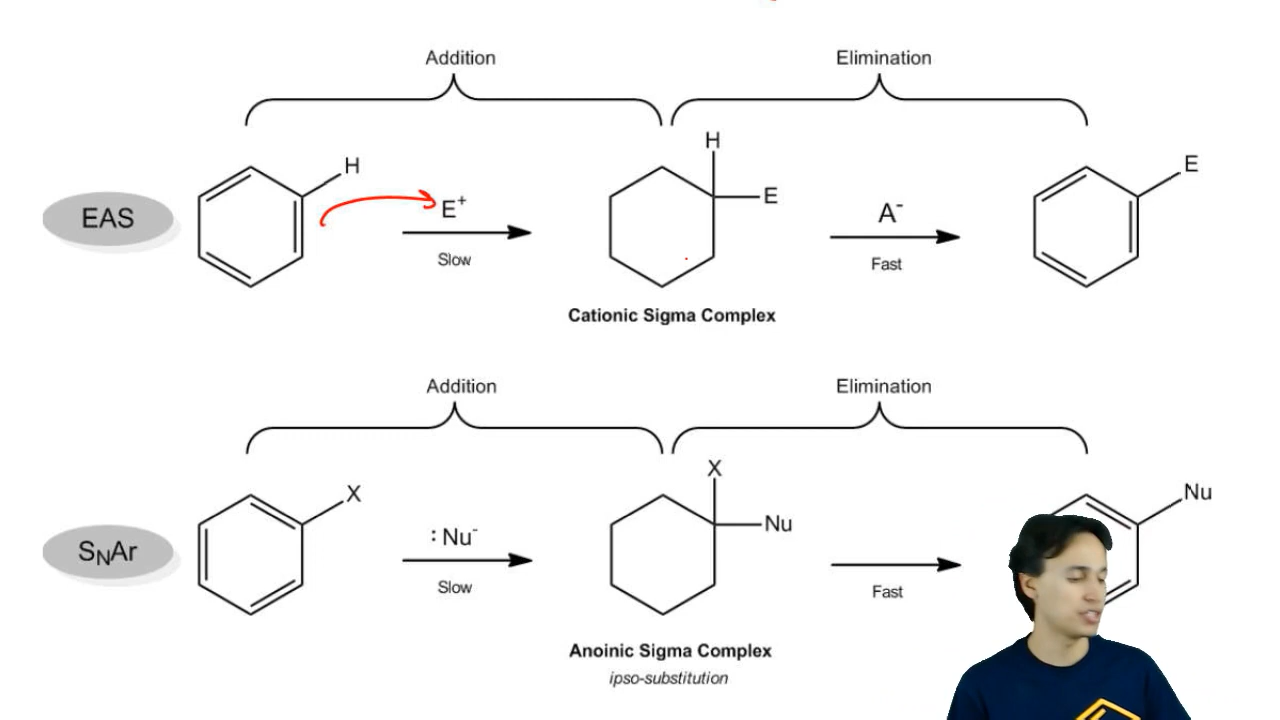 Addition
Elimination
H
H
E
E
EAS
E⁺
A⁻
Slow
Fast
Cationic Sigma Complex
Addition
Elimination
X
X
Nu
Nu
SNAr
:Nu⁻
Slow
Fast
Anoinic Sigma Complex
ipso-substitution